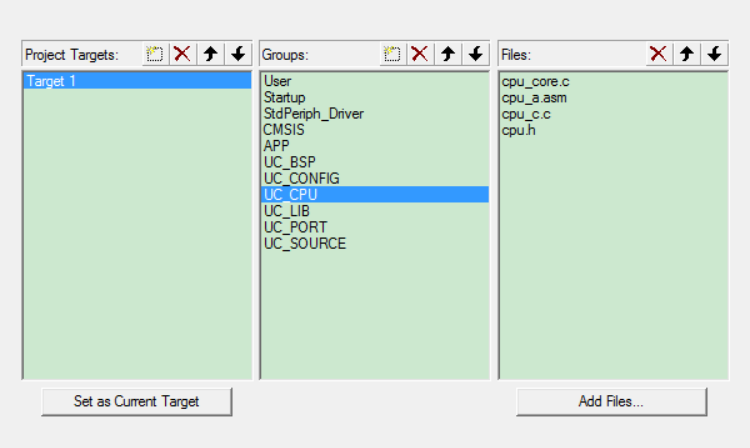 Project Targets:
Target 1
Set as Current Target
Groups:
User
Startup
StdPeriph_Driver
CMSIS
APP
UC_BSP
UC_CONFIG
UC_CPU
UC_LIB
UC_PORT
UC_SOURCE
Files:
cpu_core.c
cpu_a.asm
cpu_c.c
cpu.h
Add Files...